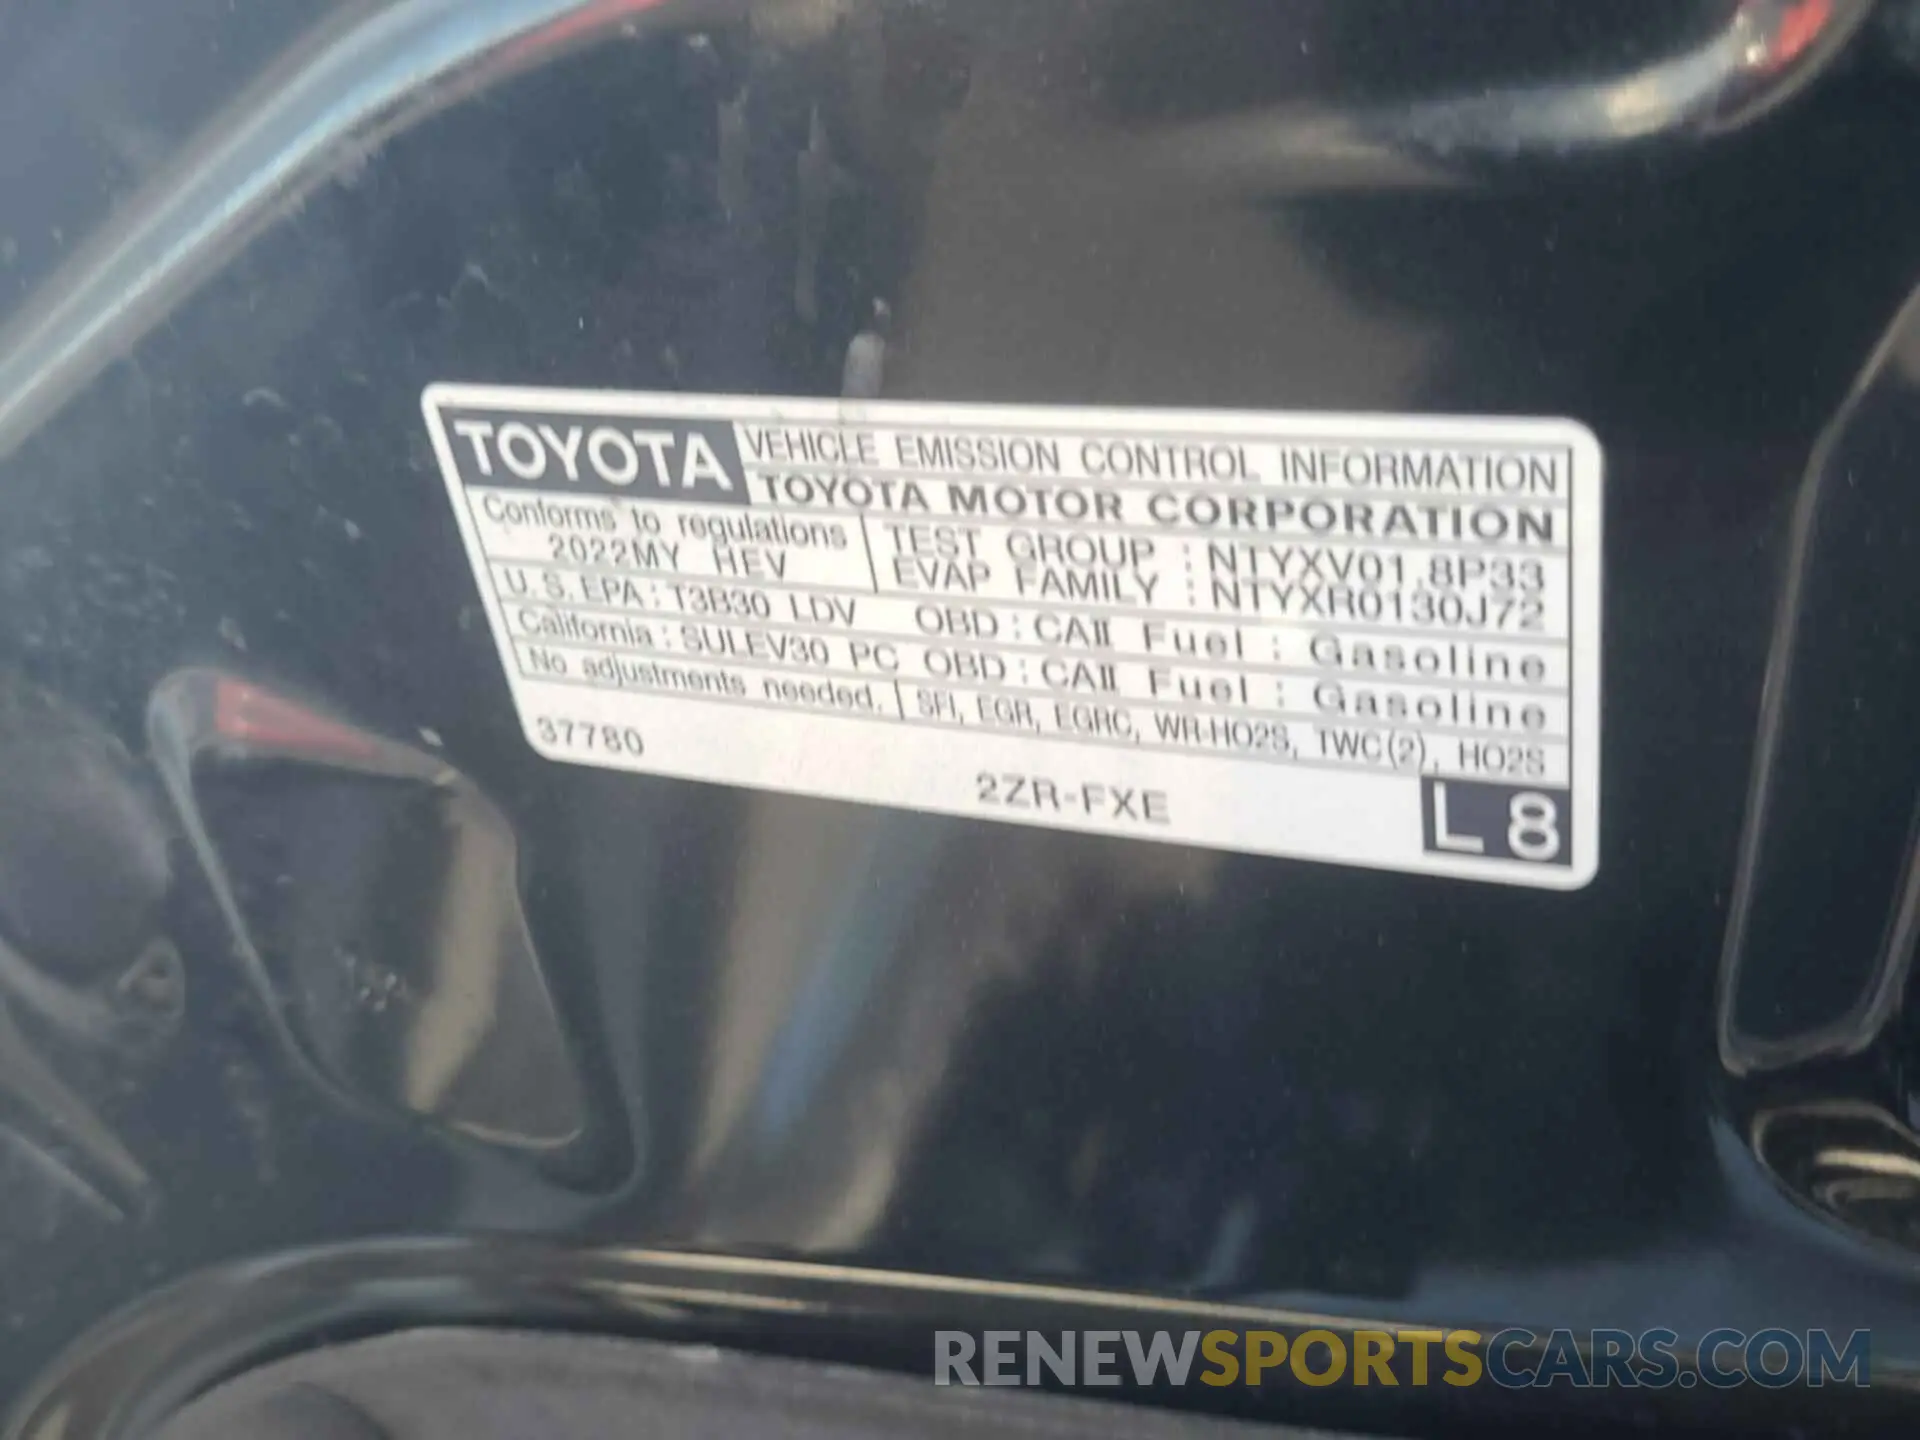 TOYOTA VEHICLE EMISSION CONTROL INFORMATION
TOYOTA MOTOR CORPORATION
Conforms to regulations
2022MY HEV
TEST GROUP : NTYXV01.8P33
EVAP FAMILY : NTYXR0130J72
U.S.EPA : T3B30 LDV OBD : CAII Fuel : Gasoline
California : SULEV30 PC OBD : CAII Fuel : Gasoline
No adjustments needed. SFI, EGR, EGRC, WR-HO2S, TWC(2), HO2S
37780
2ZR-FXE
L 8
RENEWSPORTSCARS.COM